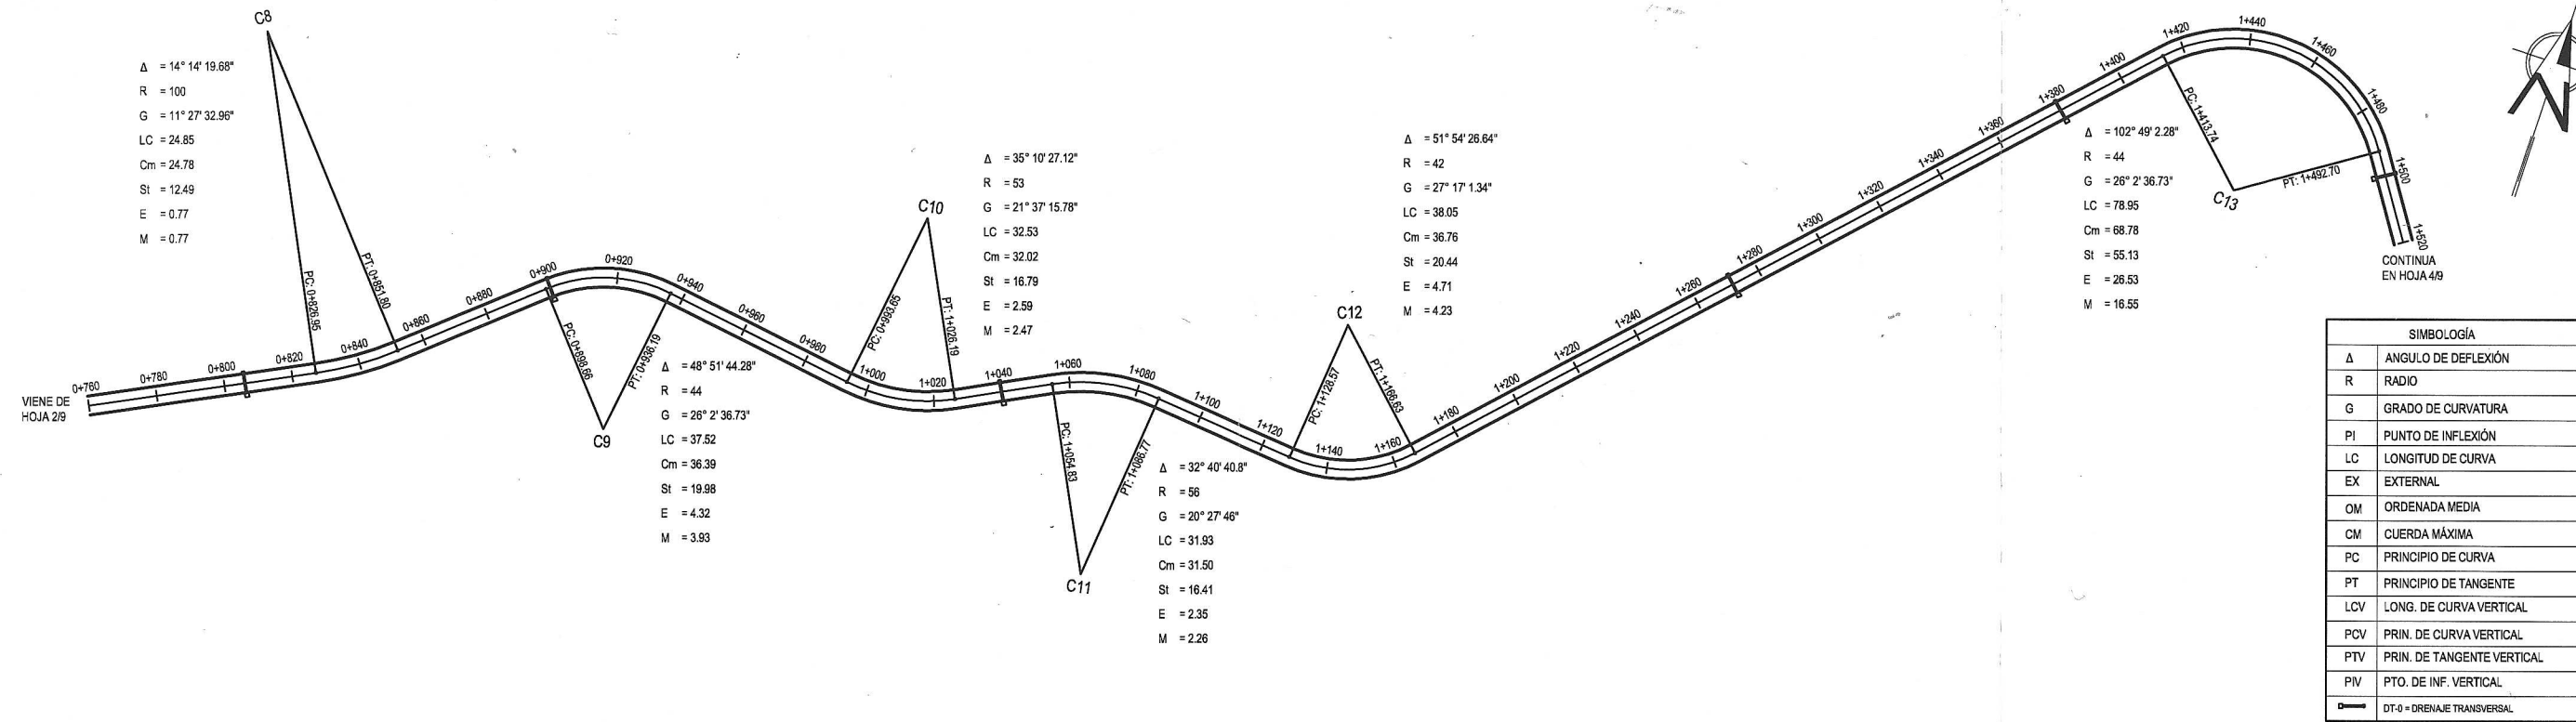 C8
Δ = 14° 14' 19.68"
R = 100
G = 11° 27' 32.96"
LC = 24.85
Cm = 24.78
St = 12.49
E = 0.77
M = 0.77
PC: 0+826.95
PT: 0+851.80
VIENE DE
HOJA 2/9
0+760
0+780
0+800
0+820
0+840
0+860
0+880
0+900
0+920
0+940
0+960
0+980
PC: 0+898.66
PT: 0+936.19
C9
Δ = 48° 51' 44.28"
R = 44
G = 26° 2' 36.73"
LC = 37.52
Cm = 36.39
St = 19.98
E = 4.32
M = 3.93
C10
PC: 0+993.65
PT: 1+026.19
Δ = 35° 10' 27.12"
R = 53
G = 21° 37' 15.78"
LC = 32.53
Cm = 32.02
St = 16.79
E = 2.59
M = 2.47
1+000
1+020
1+040
1+060
1+080
1+100
1+120
1+140
1+160
1+180
PC: 1+054.83
PT: 1+086.77
C11
Δ = 32° 40' 40.8"
R = 56
G = 20° 27' 46"
LC = 31.93
Cm = 31.50
St = 16.41
E = 2.35
M = 2.26
C12
PC: 1+128.57
PT: 1+166.63
Δ = 51° 54' 26.64"
R = 42
G = 27° 17' 1.34"
LC = 38.05
Cm = 36.76
St = 20.44
E = 4.71
M = 4.23
1+200
1+220
1+240
1+260
1+280
1+300
1+320
1+340
1+360
1+380
1+400
1+420
1+440
1+460
1+480
1+500
1+520
PC: 1+413.74
PT: 1+492.70
C13
Δ = 102° 49' 2.28"
R = 44
G = 26° 2' 36.73"
LC = 78.95
Cm = 68.78
St = 55.13
E = 26.53
M = 16.55
CONTINUA
EN HOJA 4/9
N
SIMBOLOGÍA
Δ ANGULO DE DEFLEXIÓN
R RADIO
G GRADO DE CURVATURA
PI PUNTO DE INFLEXIÓN
LC LONGITUD DE CURVA
EX EXTERNAL
OM ORDENADA MEDIA
CM CUERDA MÁXIMA
PC PRINCIPIO DE CURVA
PT PRINCIPIO DE TANGENTE
LCV LONG. DE CURVA VERTICAL
PCV PRIN. DE CURVA VERTICAL
PTV PRIN. DE TANGENTE VERTICAL
PIV PTO. DE INF. VERTICAL
DT-0 = DRENAJE TRANSVERSAL